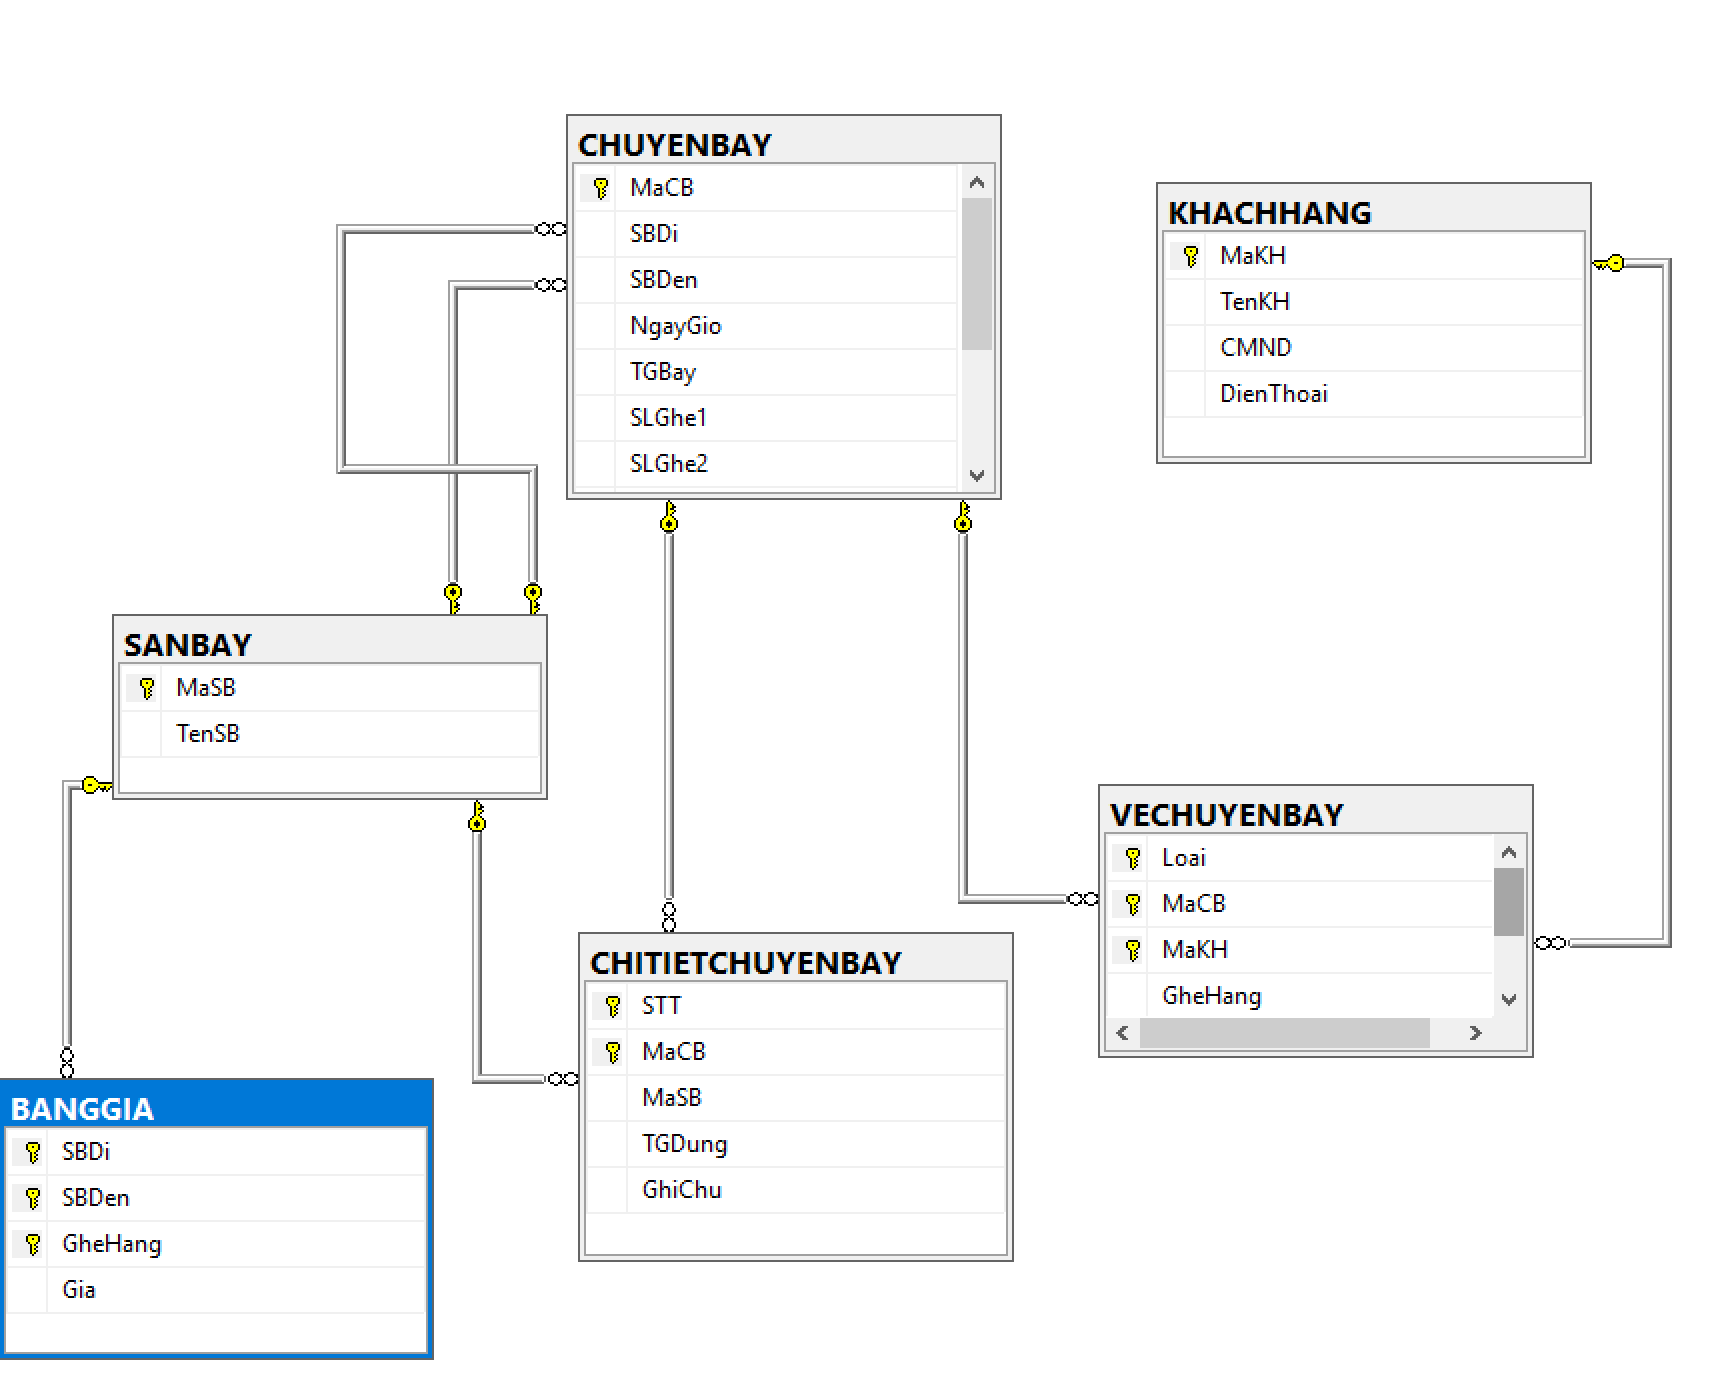 CHUYENBAY
MaCB
SBDi
SBDen
NgayGio
TGBay
SLGhe1
SLGhe2
KHACHHANG
MaKH
TenKH
CMND
DienThoai
SANBAY
MaSB
TenSB
VECHUYENBAY
Loai
MaCB
MaKH
GheHang
CHITIETCHUYENBAY
STT
MaCB
MaSB
TGDung
GhiChu
BANGGIA
SBDi
SBDen
GheHang
Gia